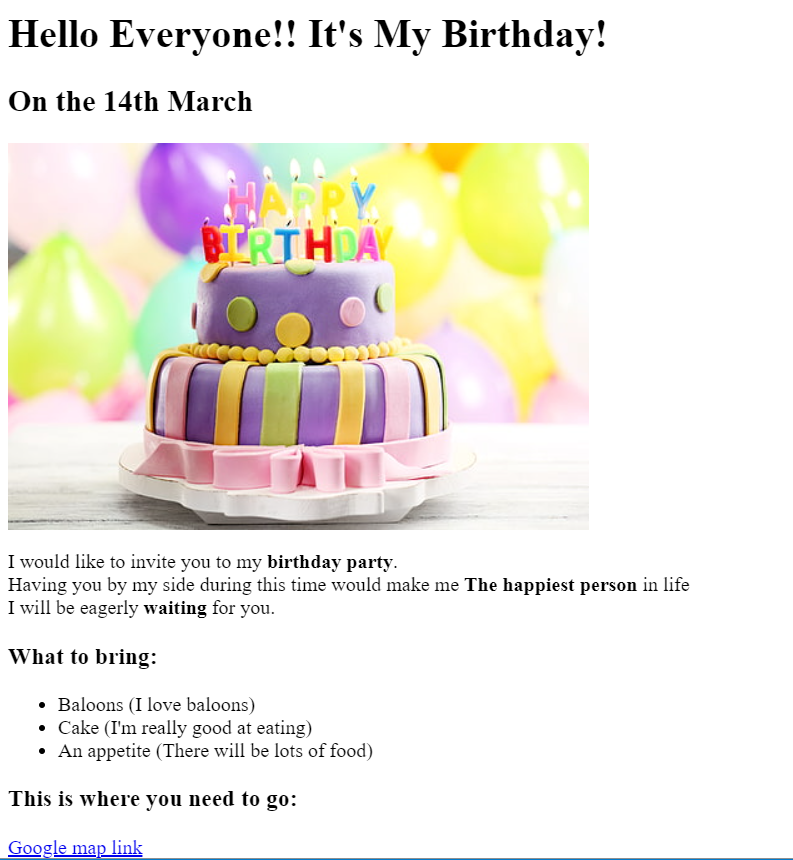 Hello Everyone!! It's My Birthday!
On the 14th March
HAPPY
BIRTHDAY
I would like to invite you to my birthday party.
Having you by my side during this time would make me The happiest person in life
I will be eagerly waiting for you.
What to bring:
Baloons (I love baloons)
Cake (I'm really good at eating)
An appetite (There will be lots of food)
This is where you need to go:
Google map link